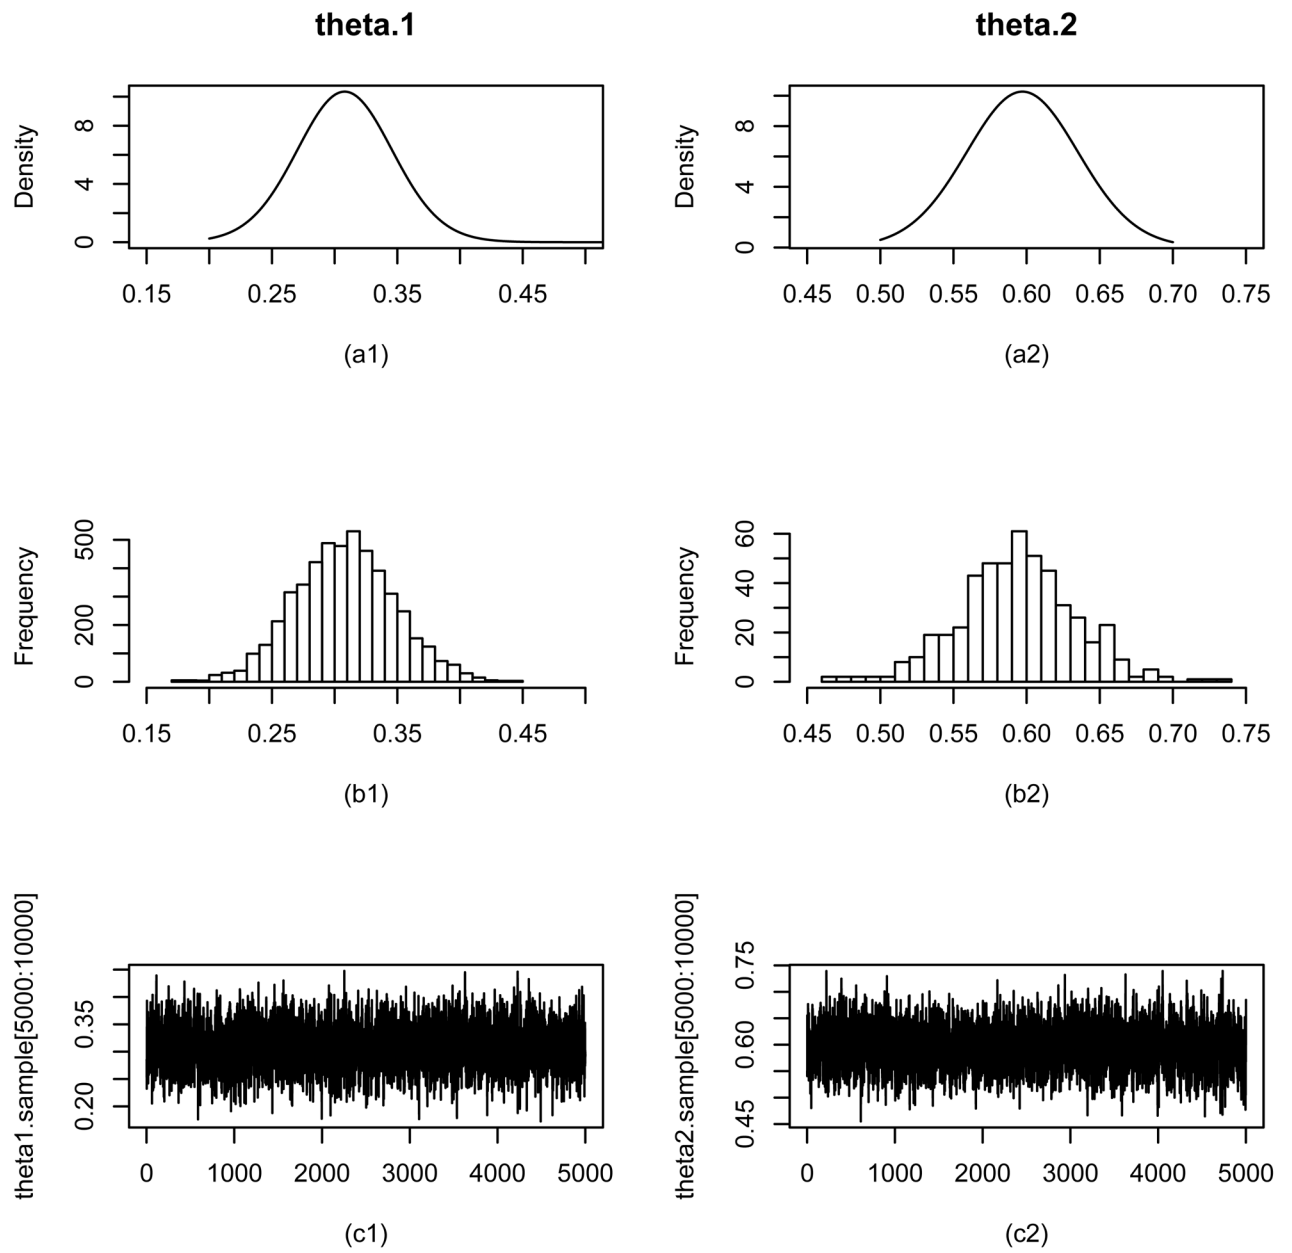 theta.1
theta.2
Density
8
4
0
0.15 0.25 0.35 0.45
(a1)
Density
8
4
0
0.45 0.50 0.55 0.60 0.65 0.70 0.75
(a2)
Frequency
500
200
0
0.15 0.25 0.35 0.45
(b1)
Frequency
60
40
20
0
0.45 0.50 0.55 0.60 0.65 0.70 0.75
(b2)
theta1.sample[5000:10000]
0.35
0.20
0 1000 2000 3000 4000 5000
(c1)
theta2.sample[5000:10000]
0.75
0.60
0.45
0 1000 2000 3000 4000 5000
(c2)